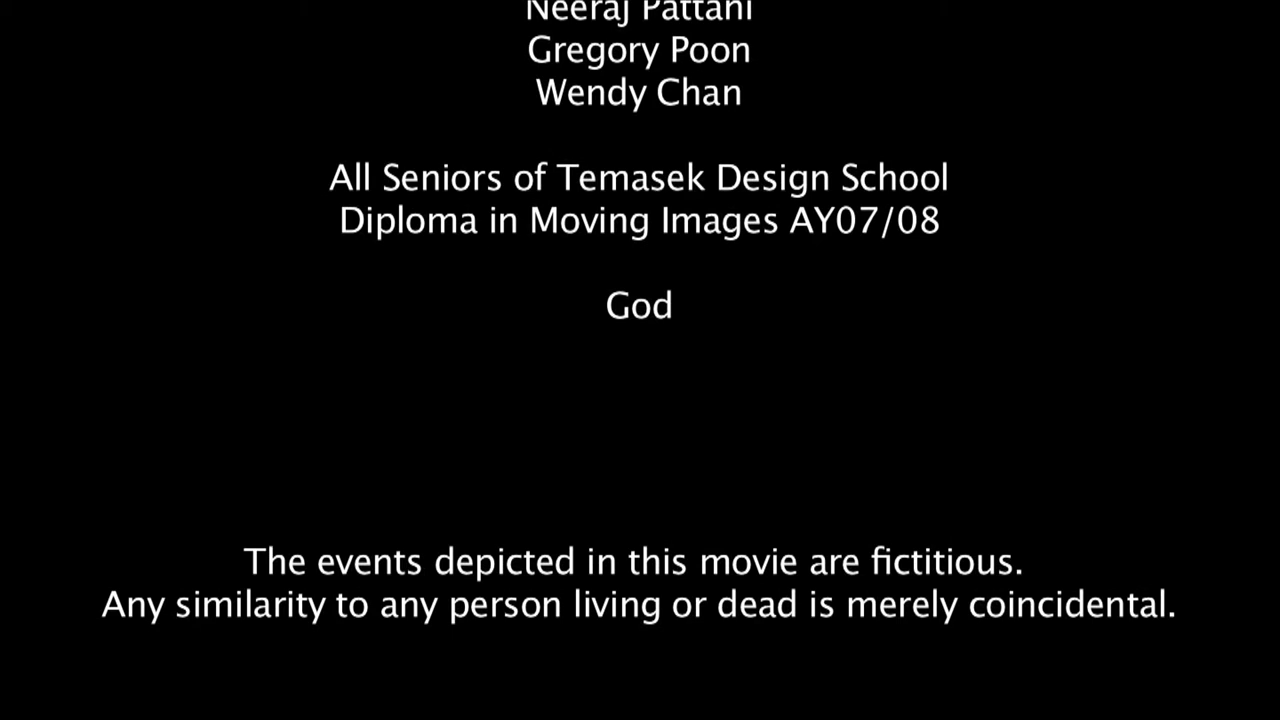 Neeraj Pattani
Gregory Poon
Wendy Chan
All Seniors of Temasek Design School
Diploma in Moving Images AY07/08
God
The events depicted in this movie are fictitious.
Any similarity to any person living or dead is merely coincidental.